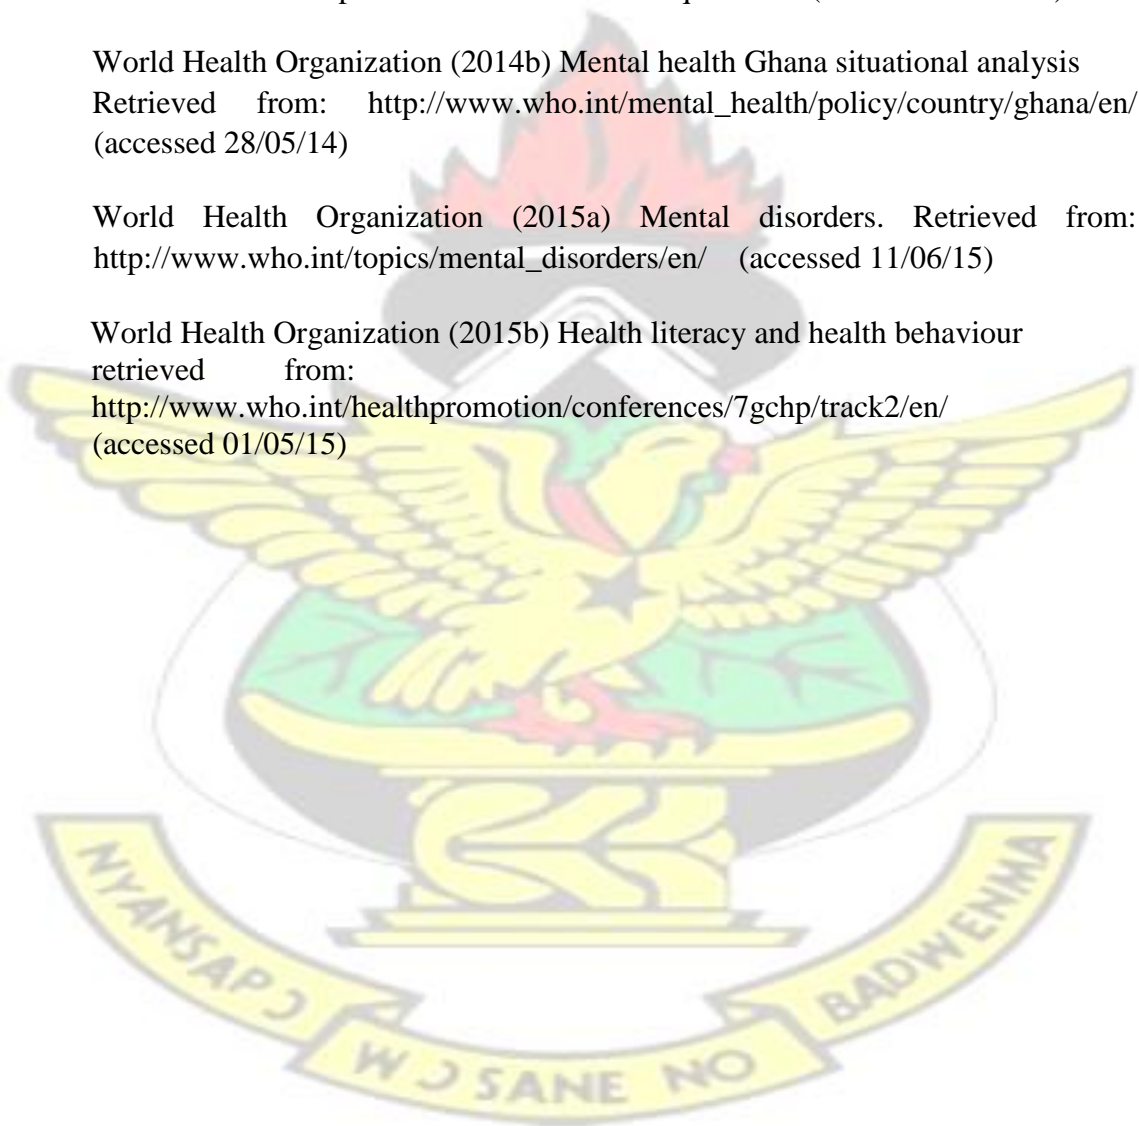 World Health Organization (2014b) Mental health Ghana situational analysis
Retrieved from: http://www.who.int/mental_health/policy/country/ghana/en/
(accessed 28/05/14)
World Health Organization (2015a) Mental disorders. Retrieved from:
http://www.who.int/topics/mental_disorders/en/ (accessed 11/06/15)
World Health Organization (2015b) Health literacy and health behaviour
retrieved from:
http://www.who.int/healthpromotion/conferences/7gchp/track2/en/
(accessed 01/05/15)
NYANSAPƆ WƆ SANE NO BADWENMA